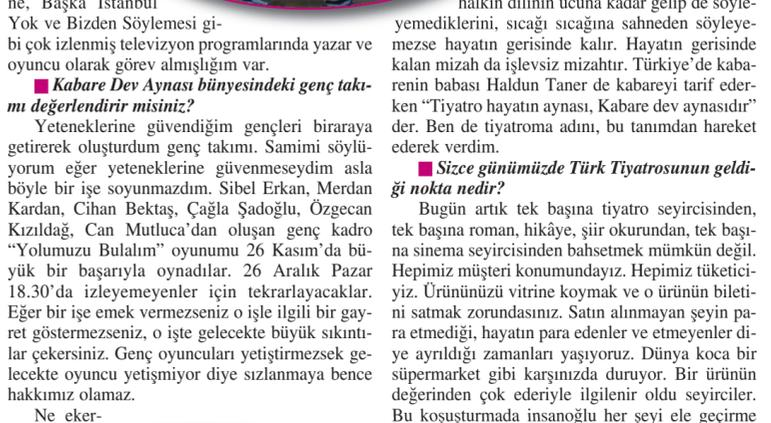 ne, Başka İstanbul
Yok ve Bizden Söylemesi gi-
bi çok izlenmiş televizyon programlarında yazar ve
oyuncu olarak görev almışlığım var.
Kabare Dev Aynası bünyesindeki genç takı-
mı değerlendirir misiniz?
Yeteneklerine güvendiğim gençleri biraraya
getirerek oluşturdum genç takımı. Samimi söylü-
yorum eğer yeteneklerine güvenmeseydim asla
böyle bir işe soyunmazdım. Sibel Erkan, Merdan
Kardan, Cihan Bektaş, Çağla Şadoğlu, Özgecan
Kızıldağ, Can Mutluca’dan oluşan genç kadro
“Yolumuzu Bulalım” oyunumu 26 Kasım’da bü-
yük bir başarıyla oynadılar. 26 Aralık Pazar
18.30’da izleyemeyenler için tekrarlayacaklar.
Eğer bir işe emek vermezseniz o işle ilgili bir gay-
ret göstermezseniz, o işte gelecekte büyük sıkıntı-
lar çekersiniz. Genç oyuncuları yetiştirmezsek ge-
lecekte oyuncu yetişmiyor diye sızlanmaya bence
hakkımız olamaz.
Ne eker-
halkın dilinin ucuna kadar gelip de söyle-
yemediklerini, sıcağı sıcağına sahneden söyleye-
mezse hayatın gerisinde kalır. Hayatın gerisinde
kalan mizah da işlevsiz mizahtır. Türkiye’de kaba-
renin babası Haldun Taner de kabareyi tarif eder-
ken “Tiyatro hayatın aynası, Kabare dev aynasıdır”
der. Ben de tiyatroma adını, bu tanımdan hareket
ederek verdim.
Sizce günümüzde Türk Tiyatrosunun geldi-
ği nokta nedir?
Bugün artık tek başına tiyatro seyircisinden,
tek başına roman, hikâye, şiir okurundan, tek başı-
na sinema seyircisinden bahsetmek mümkün değil.
Hepimiz müşteri konumundayız. Hepimiz tüketici-
yiz. Ürününüzü vitrine koymak ve o ürünün bileti-
ni satmak zorundasınız. Satın alınmayan şeyin pa-
ra etmediği, hayatın para edenler ve etmeyenler di-
ye ayrıldığı zamanları yaşıyoruz. Dünya koca bir
süpermarket gibi karşınızda duruyor. Bir ürünün
değerinden çok ederiyle ilgilenir oldu seyirciler.
Bu koşuşturmada insanoğlu her şeyi ele geçirme